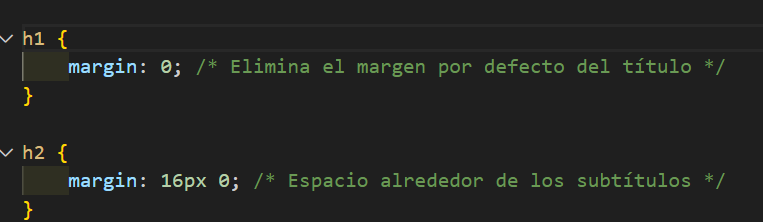 h1 {
margin: 0; /* Elimina el margen por defecto del título */
}
h2 {
margin: 16px 0; /* Espacio alrededor de los subtítulos */
}